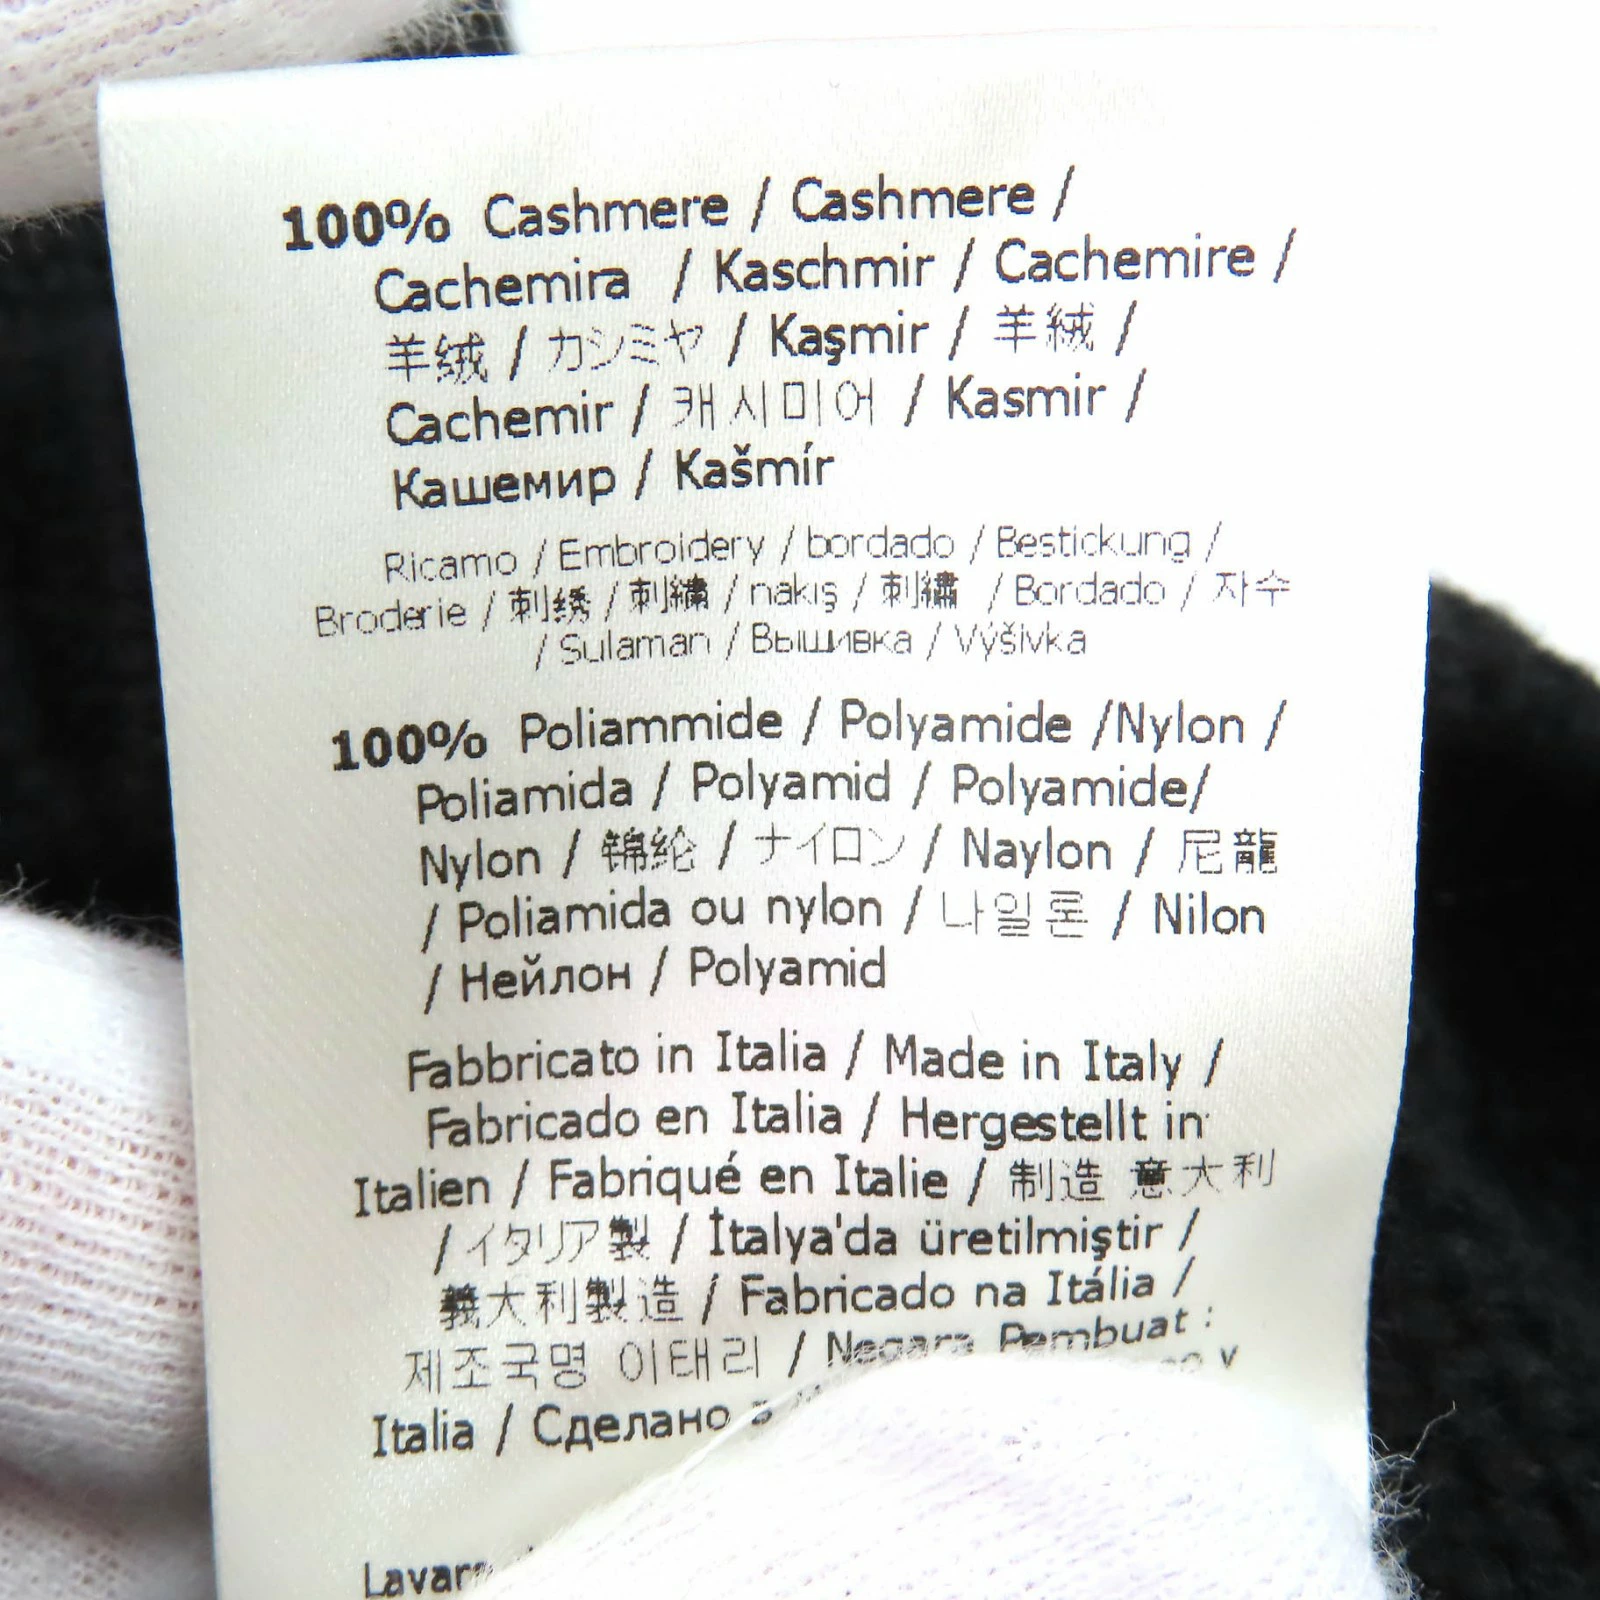 100% Cashmere / Cashmere /
Cachemira / Kaschmir / Cachemire /
羊绒 / カシミヤ / Kaşmir / 羊絨 /
Cachemir / 캐시미어 / Kasmir /
Кашемир / Kašmír
Ricamo / Embroidery / bordado / Bestickung /
Broderie / 刺绣 / 刺繍 / nakış / 刺繡 / Bordado / 자수
/ Sulaman / Вышивка / Výšivka
100% Poliammide / Polyamide /Nylon /
Poliamida / Polyamid / Polyamide/
Nylon / 锦纶 / ナイロン / Naylon / 尼龍
/ Poliamida ou nylon / 나일론 / Nilon
/ Нейлон / Polyamid
Fabbricato in Italia / Made in Italy /
Fabricado en Italia / Hergestellt in
Italien / Fabriqué en Italie / 制造 意大利
/ イタリア製 / İtalya'da üretilmiştir /
義大利製造 / Fabricado na Itália /
제조국명 이태리 / Negara Pembuat :
Italia / Сделано в